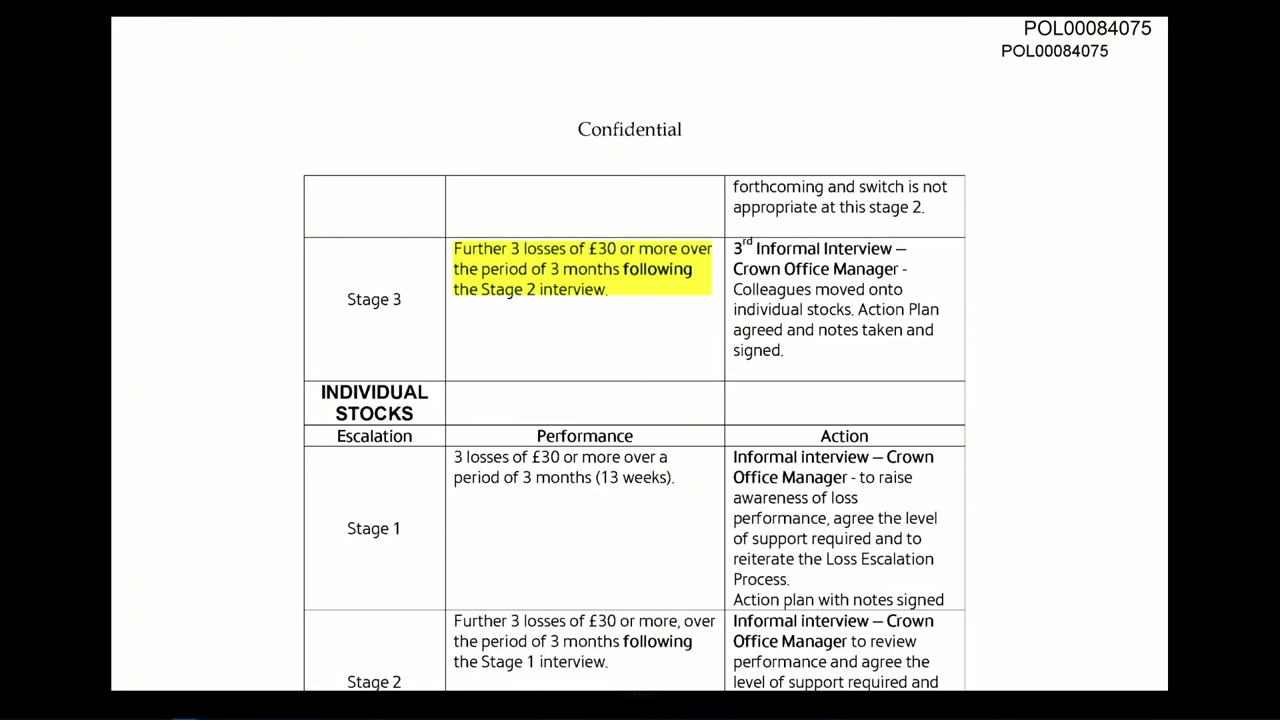 POL00084075
POL00084075
Confidential
forthcoming and switch is not
appropriate at this stage 2.
Stage 3
Further 3 losses of £30 or more over
the period of 3 months following
the Stage 2 interview.
3rd Informal Interview –
Crown Office Manager -
Colleagues moved onto
individual stocks. Action Plan
agreed and notes taken and
signed.
INDIVIDUAL
STOCKS
Escalation
Performance
Action
Stage 1
3 losses of £30 or more over a
period of 3 months (13 weeks).
Informal interview – Crown
Office Manager - to raise
awareness of loss
performance, agree the level
of support required and to
reiterate the Loss Escalation
Process.
Action plan with notes signed
Stage 2
Further 3 losses of £30 or more, over
the period of 3 months following
the Stage 1 interview.
Informal interview – Crown
Office Manager to review
performance and agree the
level of support required and